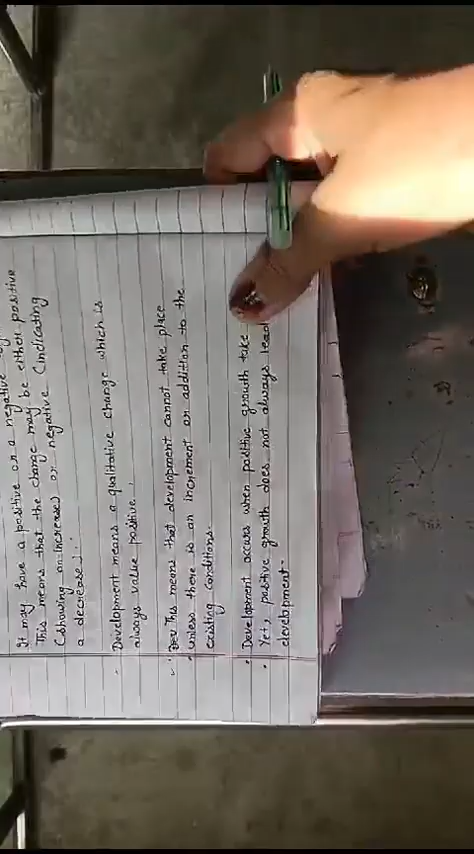 It may have a positive or a negative
This means that the change may be either positive
(showing an increase) or negative (indicating
a decrease).
- Development means a qualitative change which is
always value positive.
- This means that development cannot take place
unless there is an increment or addition to the
existing conditions.
• Development occurs when positive growth take
• Yet, positive growth does not always lead
development.